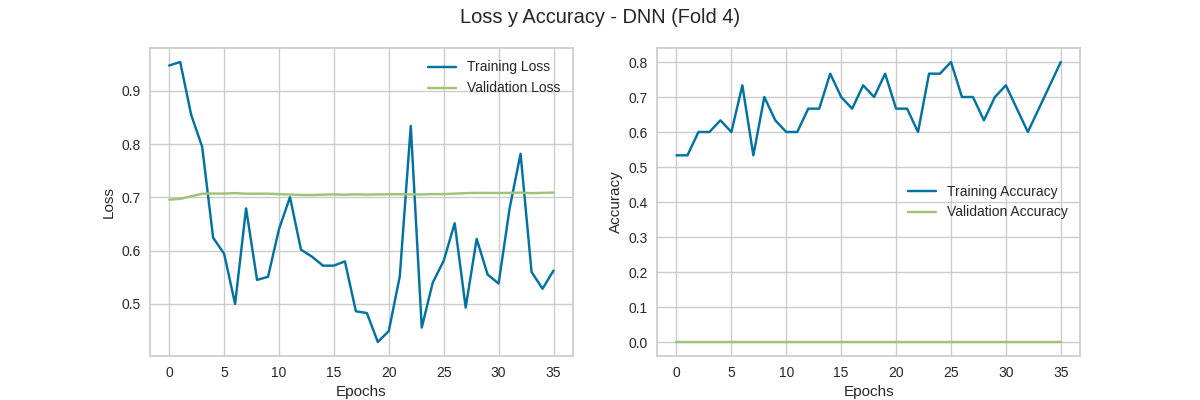 Loss y Accuracy - DNN (Fold 4)
Training Loss
Validation Loss
0.9
0.8
0.7
0.6
0.5
Loss
0 5 10 15 20 25 30 35
Epochs
0.8
0.7
0.6
0.5
0.4
0.3
0.2
0.1
0.0
Accuracy
Training Accuracy
Validation Accuracy
0 5 10 15 20 25 30 35
Epochs